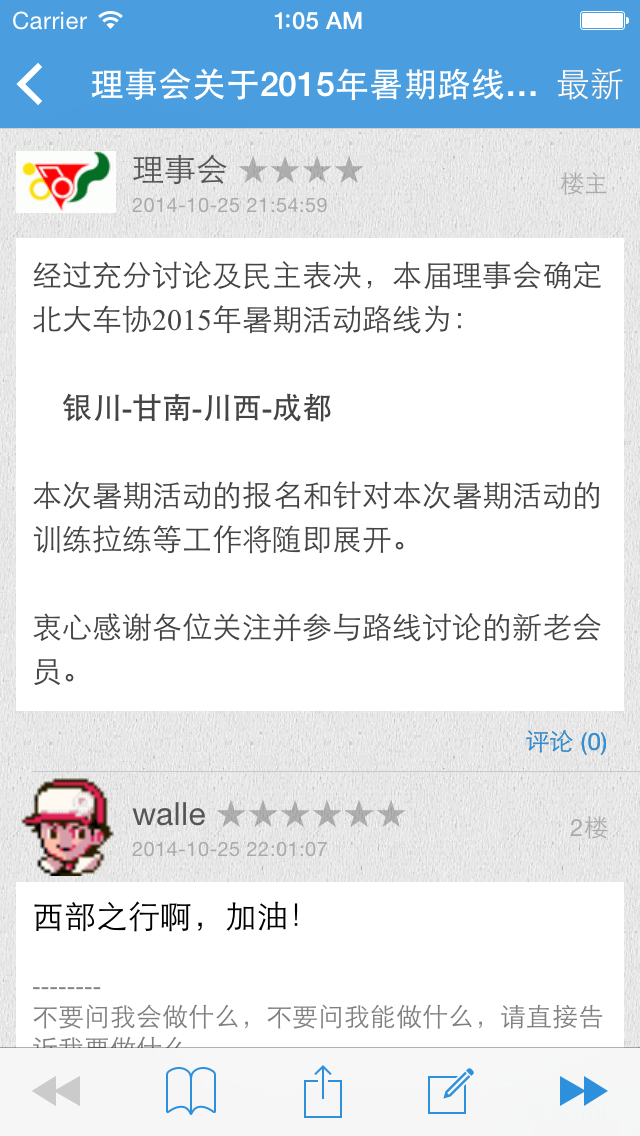 Carrier 1:05 AM
理事会关于2015年暑期路线... 最新
理事会 ★★★★ 楼主
2014-10-25 21:54:59
经过充分讨论及民主表决，本届理事会确定
北大车协2015年暑期活动路线为：
银川-甘南-川西-成都
本次暑期活动的报名和针对本次暑期活动的
训练拉练等工作将随即展开。
衷心感谢各位关注并参与路线讨论的新老会
员。
评论 (0)
walle ★★★★★★ 2楼
2014-10-25 22:01:07
西部之行啊，加油！
--------
不要问我会做什么，不要问我能做什么，请直接告
诉我要做什么